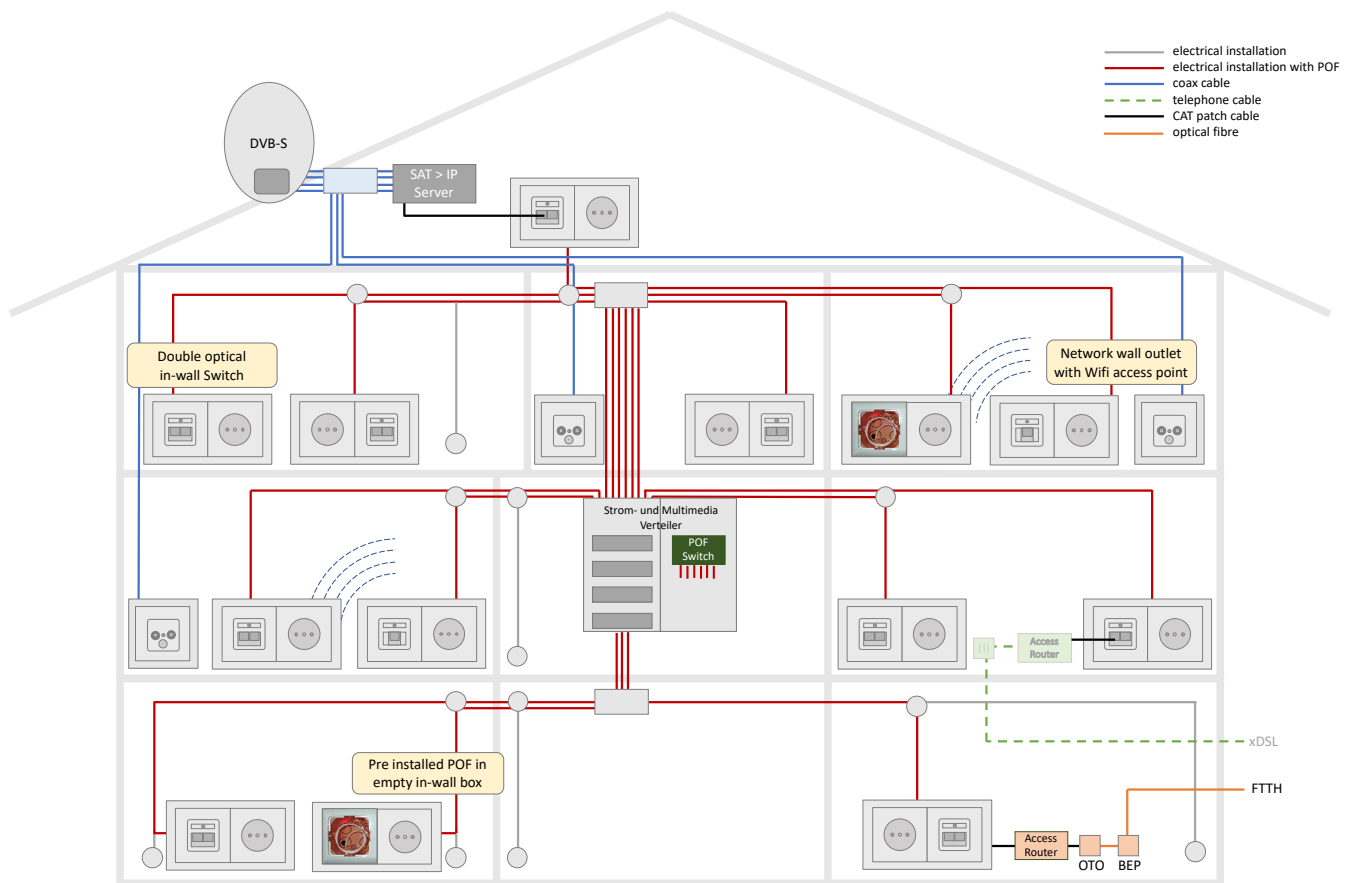 electrical installation
electrical installation with POF
coax cable
telephone cable
CAT patch cable
optical fibre
DVB-S
SAT > IP
Server
Double optical
in-wall Switch
Network wall outlet
with Wifi access point
Strom- und Multimedia
Verteiler
POF
Switch
Access
Router
xDSL
Pre installed POF in
empty in-wall box
FTTH
Access
Router
OTO
BEP